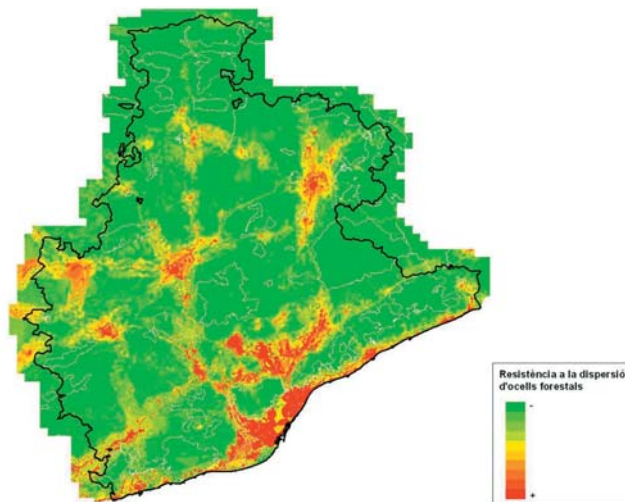 Resistència a la dispersió
d'ocells forestals
-
+